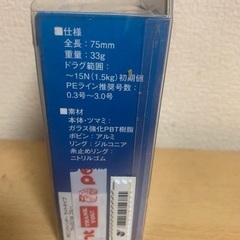 ■仕様
全長：75mm
重量：33g
ドラグ範囲：
～15N（1.5kg）初期値
PEライン推奨号数：
0.3号～3.0号
■素材
本体・ツマミ：
ガラス強化PBT樹脂
ボビン：アルミ
リング：ジルコニア
糸止めリング：
ニトリルゴム
THANK YOU!